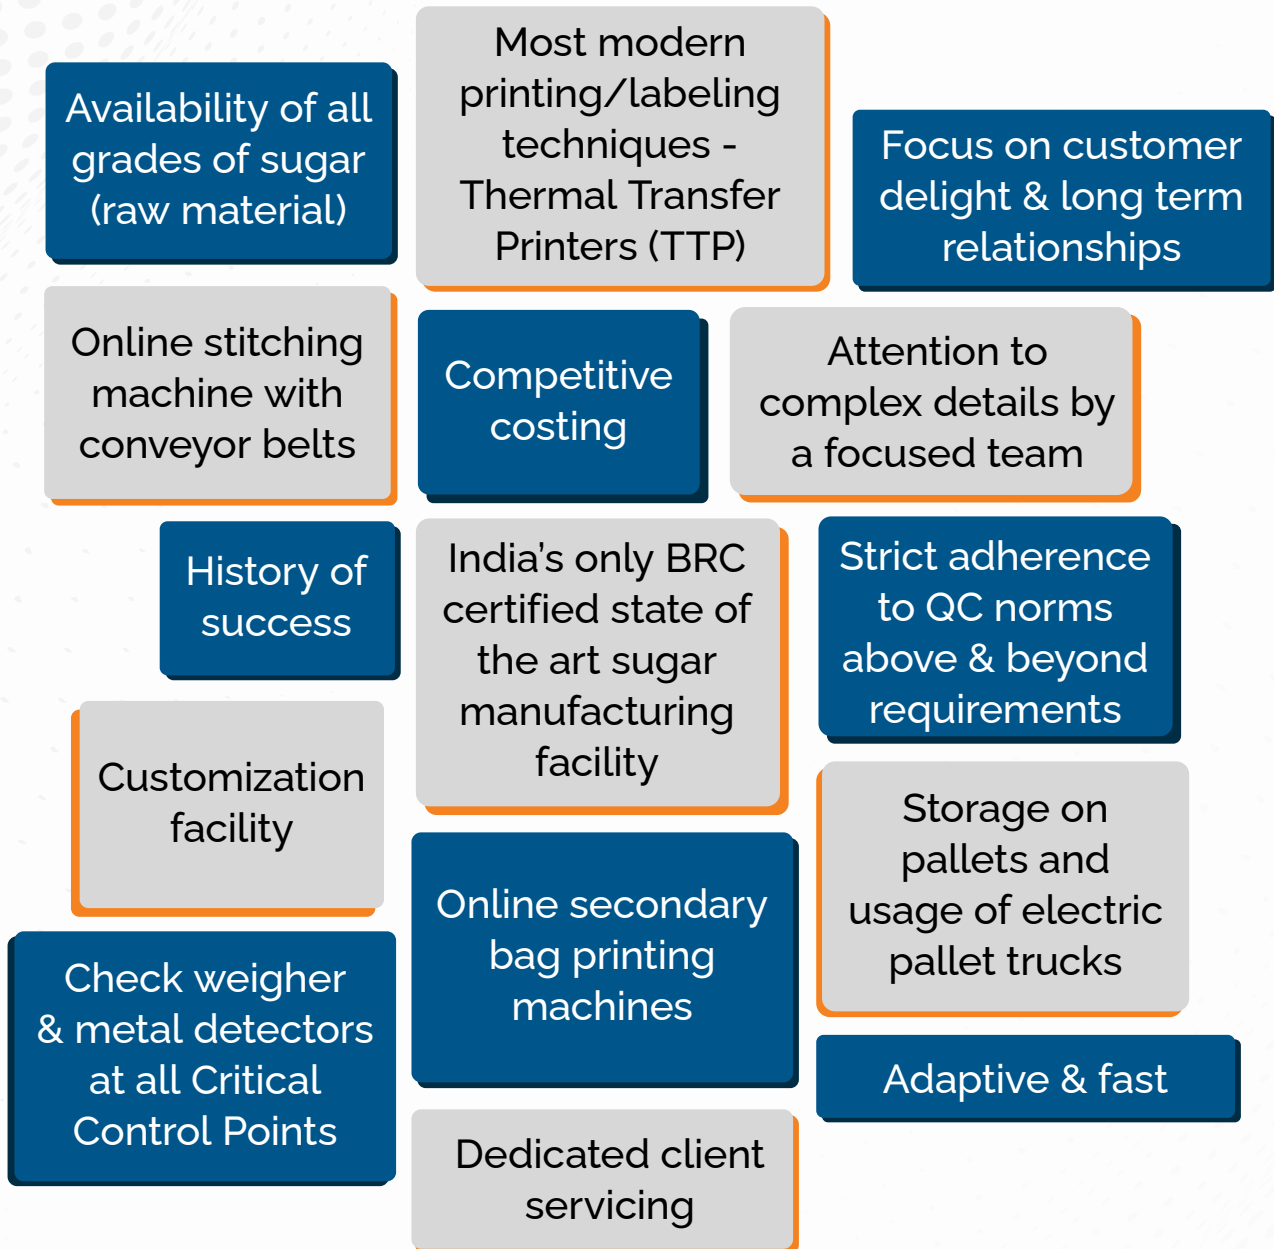 Availability of all
grades of sugar
(raw material)
Most modern
printing/labeling
techniques -
Thermal Transfer
Printers (TTP)
Focus on customer
delight & long term
relationships
Online stitching
machine with
conveyor belts
Competitive
costing
Attention to
complex details by
a focused team
History of
success
India’s only BRC
certified state of
the art sugar
manufacturing
facility
Strict adherence
to QC norms
above & beyond
requirements
Customization
facility
Online secondary
bag printing
machines
Storage on
pallets and
usage of electric
pallet trucks
Check weigher
& metal detectors
at all Critical
Control Points
Adaptive & fast
Dedicated client
servicing